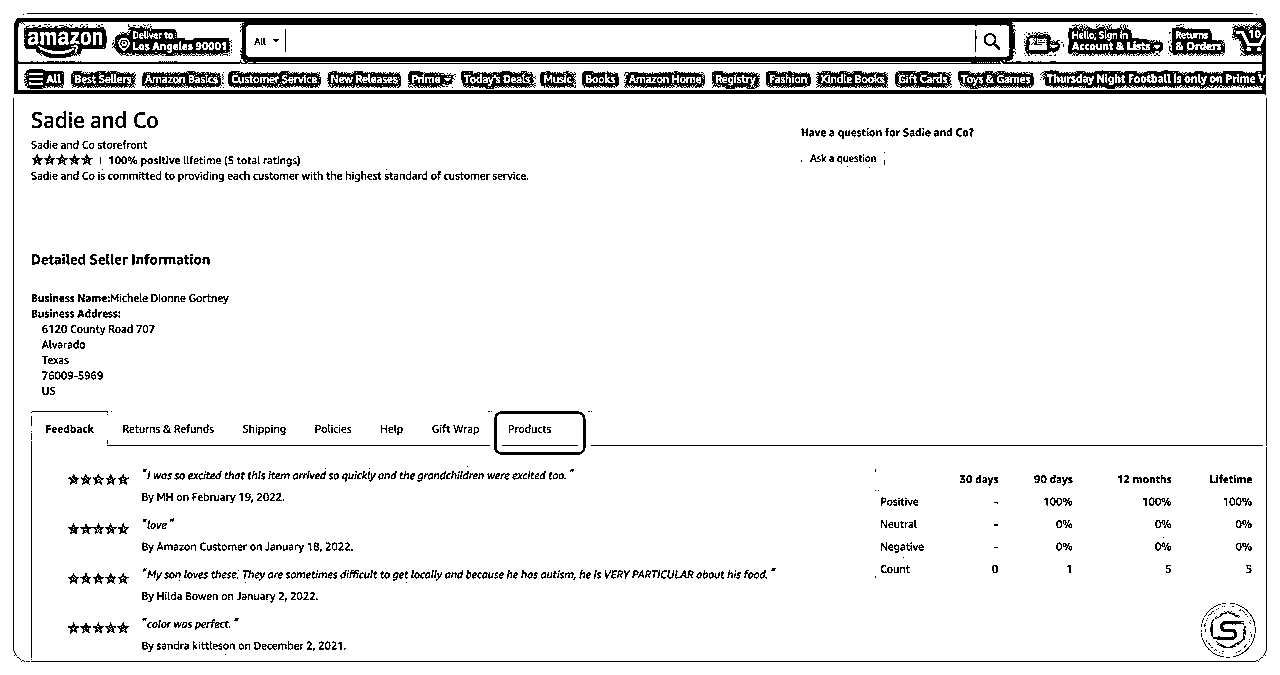 amazon
Deliver to
Los Angeles 90001
All
Hello, Sign in
Account & Lists
Returns
& Orders
10
All Best Sellers Amazon Basics Customer Service New Releases Prime Today's Deals Music Books Amazon Home Registry Fashion Kindle Books Gift Cards Toys & Games Thursday Night Football is only on Prime V
Sadie and Co
Sadie and Co storefront
100% positive lifetime (5 total ratings)
Sadie and Co is committed to providing each customer with the highest standard of customer service.
Have a question for Sadie and Co?
Ask a question
Detailed Seller Information
Business Name:Michele Dionne Gortney
Business Address:
6120 County Road 707
Alvarado
Texas
76009-5969
US
Feedback Returns & Refunds Shipping Policies Help Gift Wrap Products
"I was so excited that this item arrived so quickly and the grandchildren were excited too."
By MH on February 19, 2022.
"love"
By Amazon Customer on January 18, 2022.
"My son loves these. They are sometimes difficult to get locally and because he has autism, he is VERY PARTICULAR about his food."
By Hilda Bowen on January 2, 2022.
"color was perfect."
By sandra kittleson on December 2, 2021.
30 days 90 days 12 months Lifetime
Positive - 100% 100% 100%
Neutral - 0% 0% 0%
Negative - 0% 0% 0%
Count 0 1 5 5
S